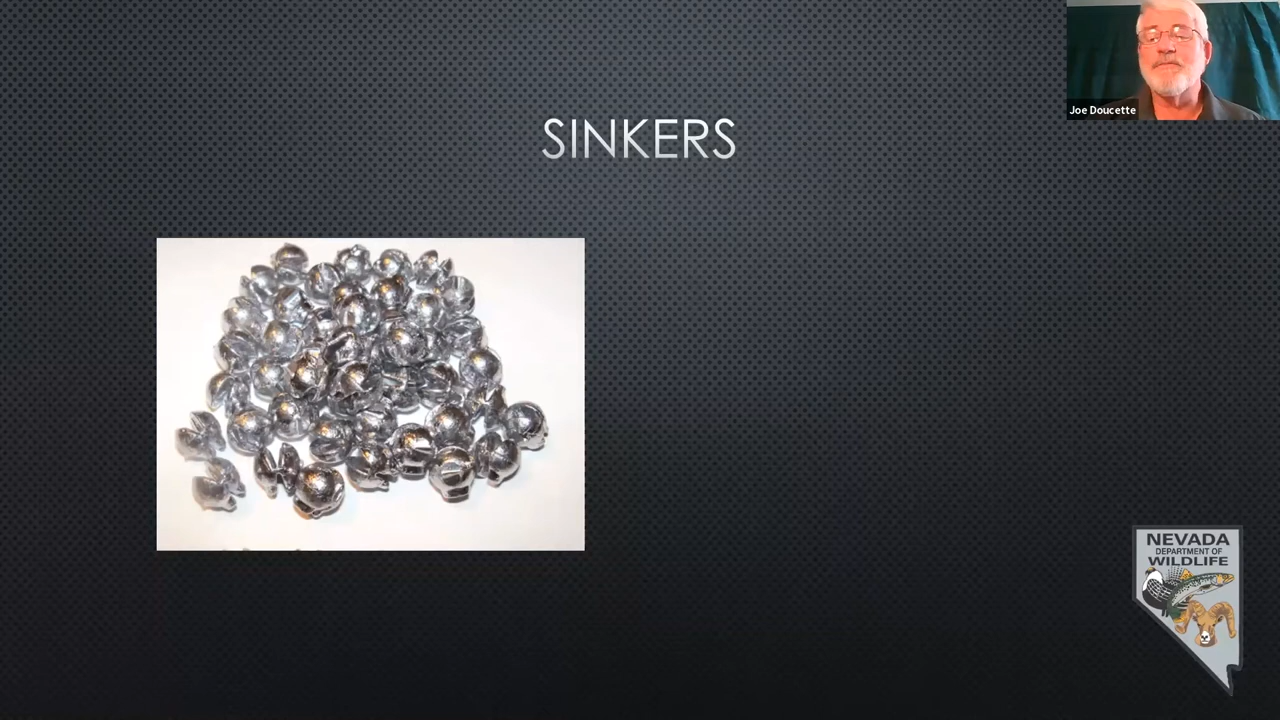 Joe Doucette
SINKERS
NEVADA
DEPARTMENT OF
WILDLIFE